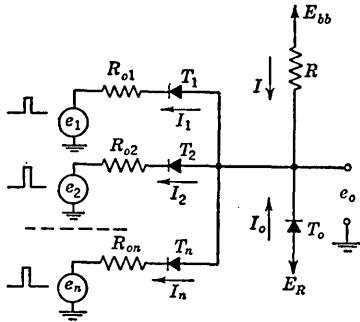 E_bb
R_o1 T_1
I R
e_1 I_1
R_o2 T_2
e_2 I_2
e_o
I_o T_o
R_on T_n
e_n I_n E_R